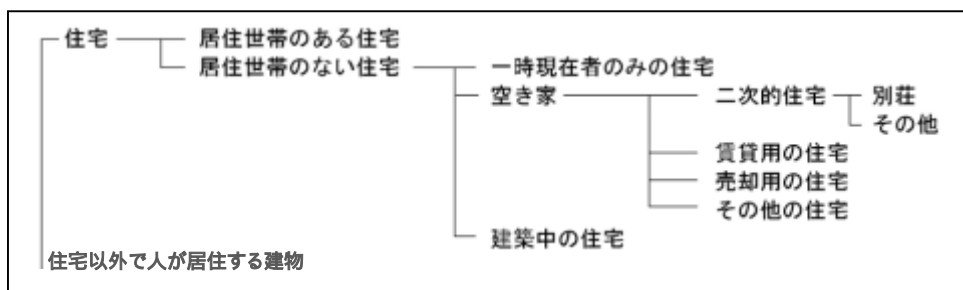 住宅
居住世帯のある住宅
居住世帯のない住宅
一時現在者のみの住宅
空き家
二次的住宅
別荘
その他
賃貸用の住宅
売却用の住宅
その他の住宅
建築中の住宅
住宅以外で人が居住する建物